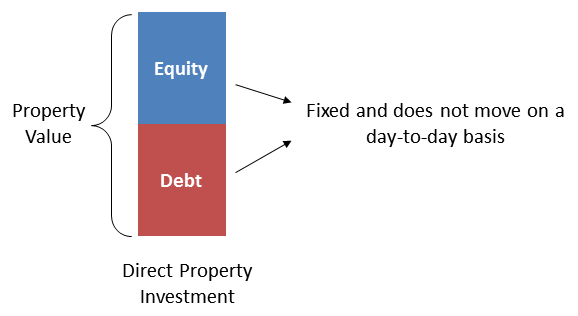 Equity
Property
Value
Fixed and does not move on a
day-to-day basis
Debt
Direct Property
Investment